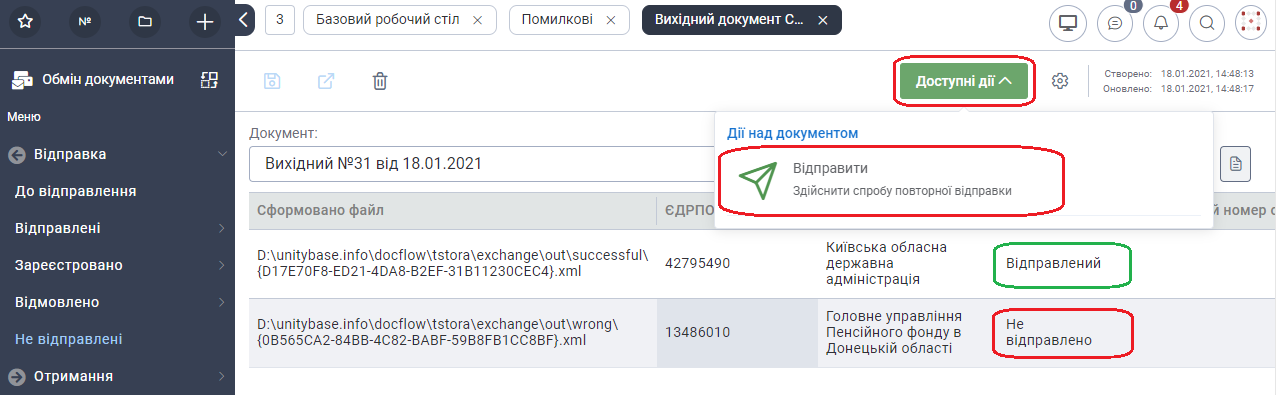 №
3
Базовий робочий стіл
Помилкові
Вихідний документ С...
0
4
Обмін документами
Меню
Відправка
До відправлення
Відправлені
Зареєстровано
Відмовлено
Не відправлені
Отримання
Доступні дії
Створено: 18.01.2021, 14:48:13
Оновлено: 18.01.2021, 14:48:17
Дії над документом
Відправити
Здійснити спробу повторної відправки
Документ:
Вихідний №31 від 18.01.2021
Сформовано файл
ЄДРПО
й номер
D:\unitybase.info\docflow\tstora\exchange\out\successful\
{D17E70F8-ED21-4DA8-B2EF-31B11230CEC4}.xml
42795490
Київська обласна
державна
адміністрація
Відправлений
D:\unitybase.info\docflow\tstora\exchange\out\wrong\
{0B565CA2-84BB-4C82-BABF-59B8FB1CC8BF}.xml
13486010
Головне управління
Пенсійного фонду в
Донецькій області
Не
відправлено